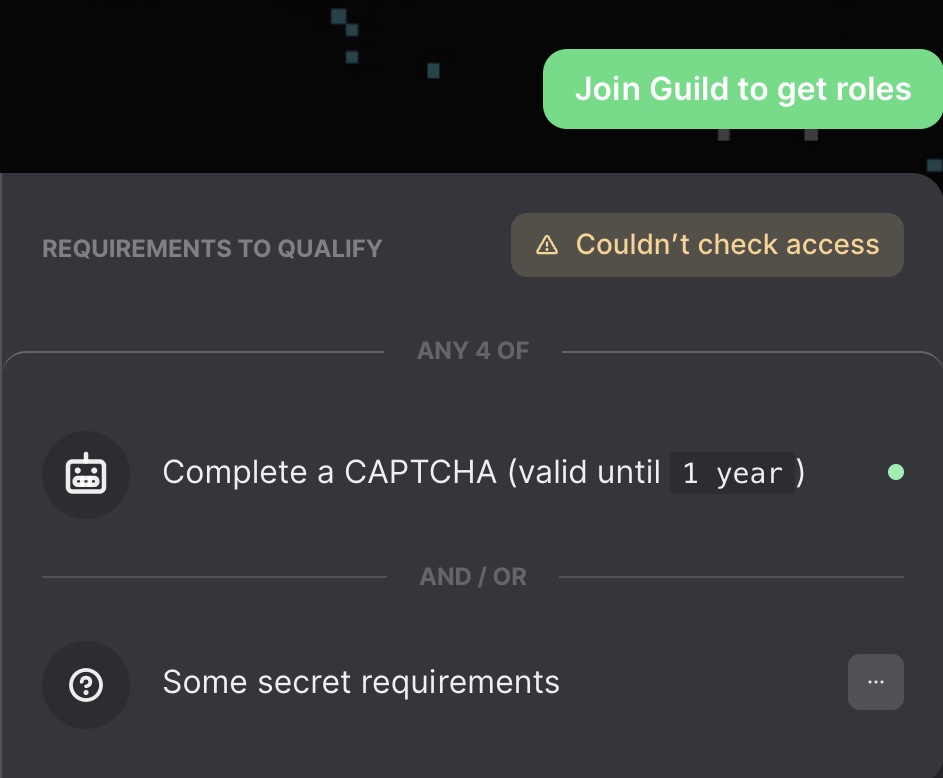 Join Guild to get roles
REQUIREMENTS TO QUALIFY
Couldn’t check access
ANY 4 OF
Complete a CAPTCHA (valid until 1 year)
AND / OR
Some secret requirements
...